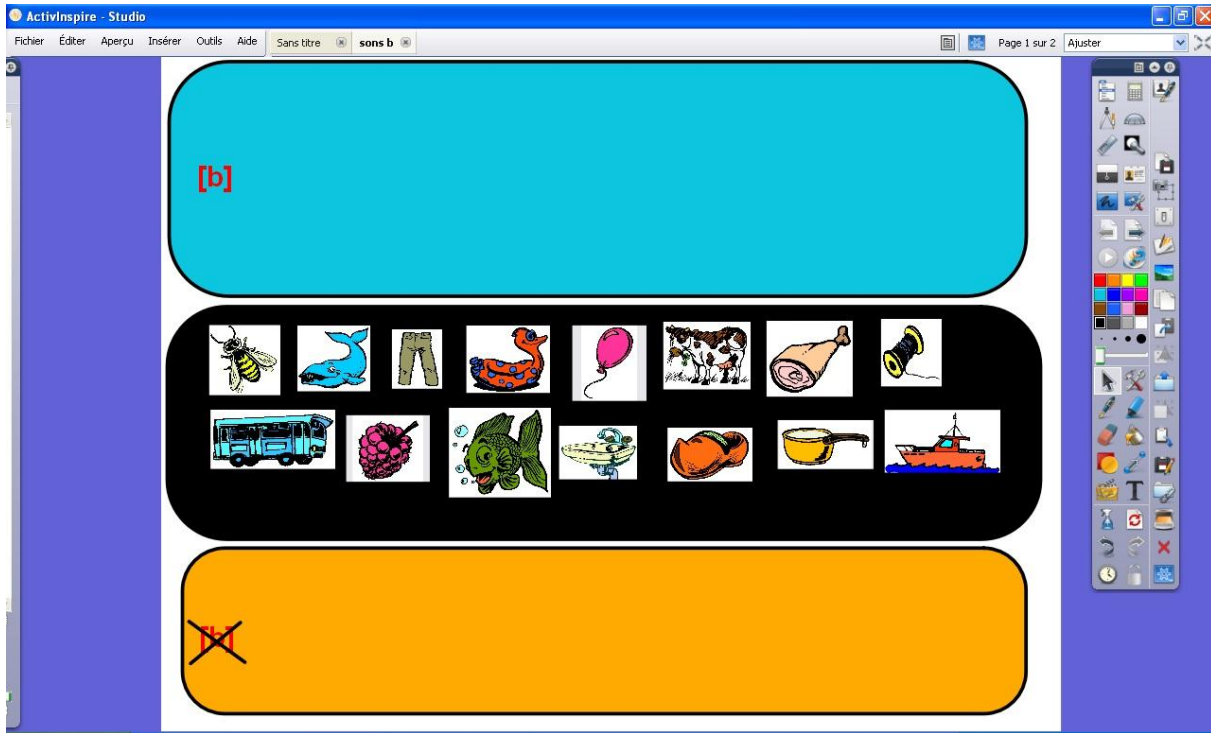 ActivInspire - Studio
Fichier Éditer Aperçu Insérer Outils Aide Sans titre sons b Page 1 sur 2 Ajuster
[b]
[b]